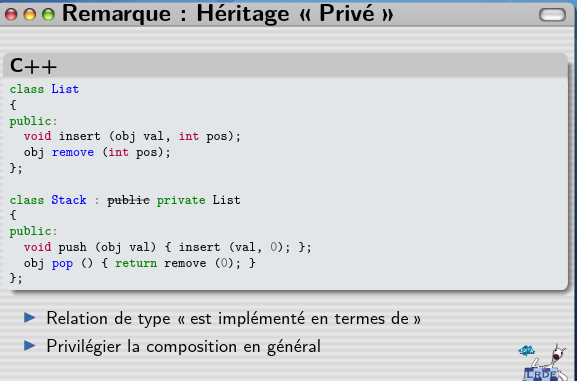 Remarque : Héritage « Privé »
C++
class List
{
public:
void insert (obj val, int pos);
obj remove (int pos);
};
class Stack : public private List
{
public:
void push (obj val) { insert (val, 0); };
obj pop () { return remove (0); }
};
Relation de type « est implémenté en termes de »
Privilégier la composition en général
LRDE